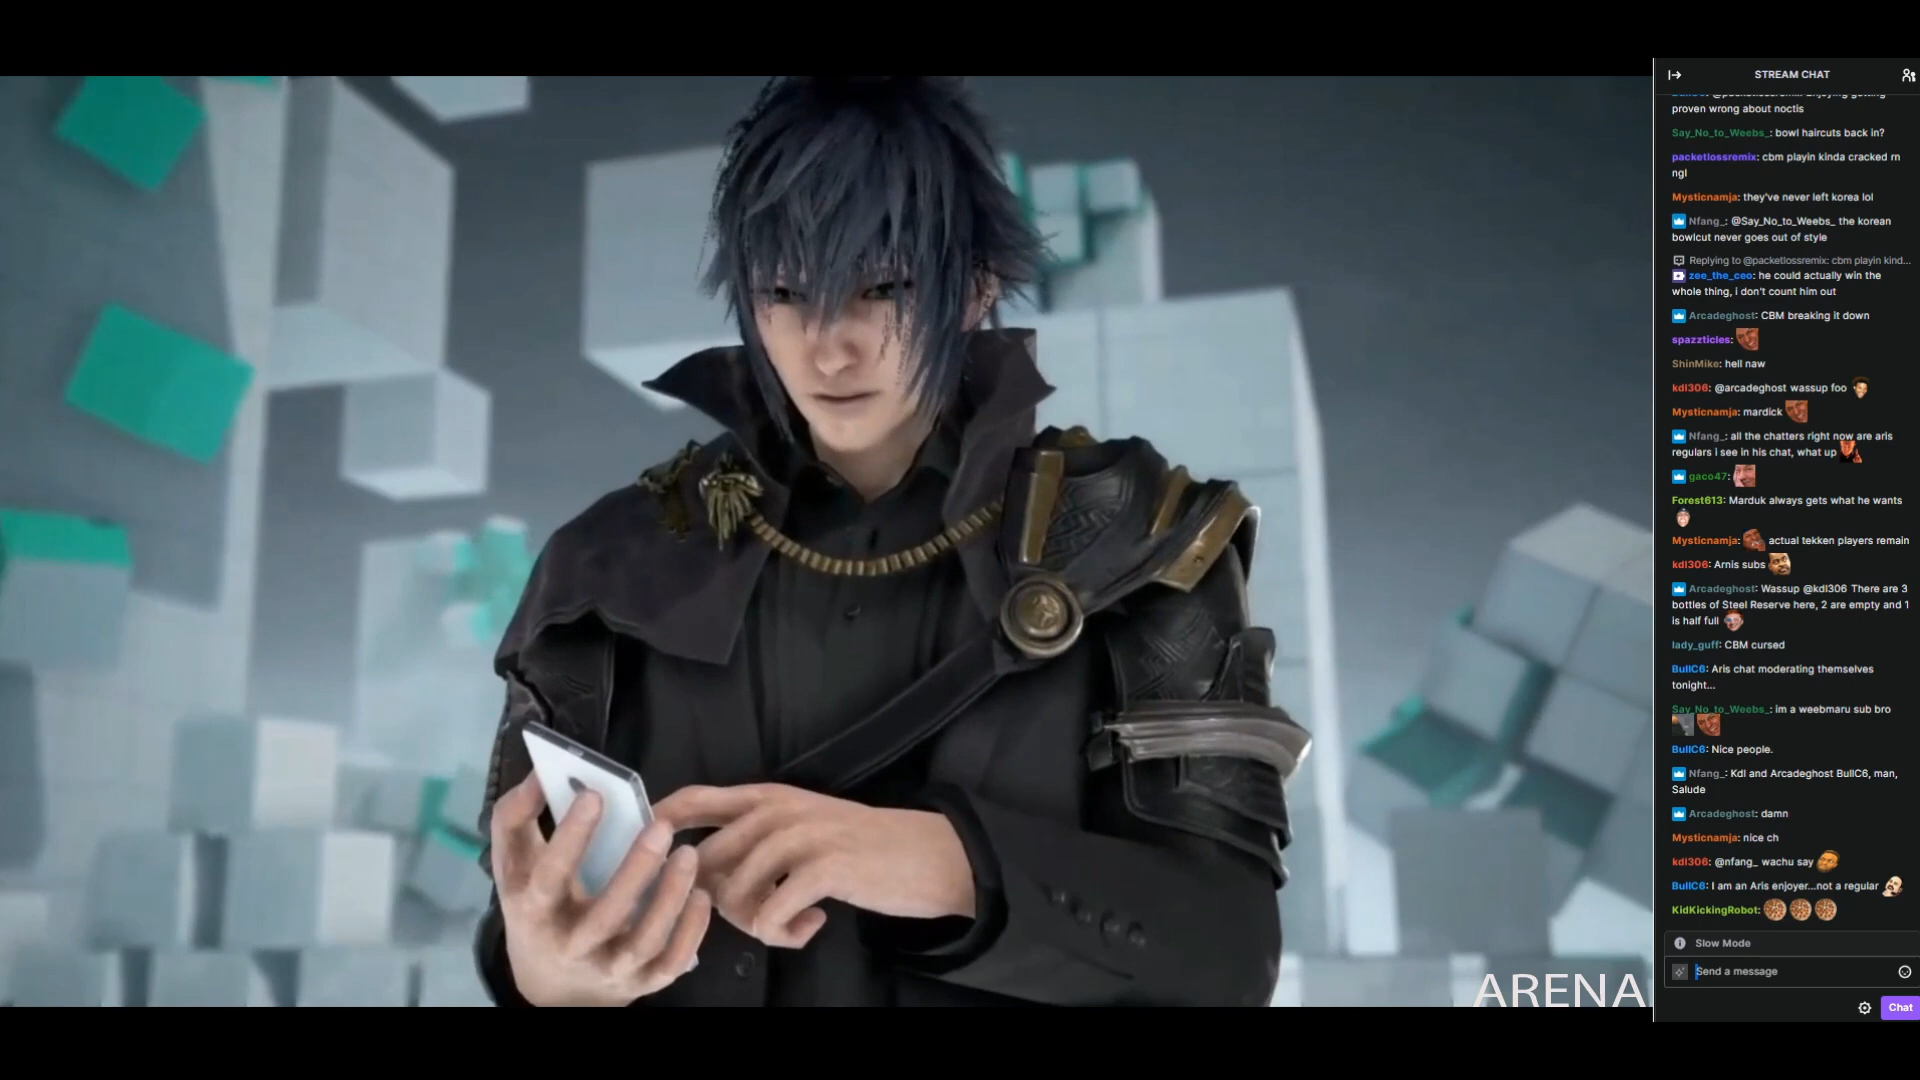 STREAM CHAT
proven wrong about noctis
Say_No_to_Weebs_: bowl haircuts back in?
packetlossremix: cbm playin kinda cracked rn
ngl
Mysticnamja: they've never left korea lol
Nfang_: @Say_No_to_Weebs_ the korean
bowlcut never goes out of style
Replying to @packetlossremix: cbm playin kind...
zee_the_ceo: he could actually win the
whole thing, i don't count him out
Arcadeghost: CBM breaking it down
spazzticles:
ShinMike: hell naw
kdl306: @arcadeghost wassup foo
Mysticnamja: mardick
Nfang_: all the chatters right now are aris
regulars i see in his chat, what up
gaco47:
Forest613: Marduk always gets what he wants
Mysticnamja: actual tekken players remain
kdl306: Arnis subs
Arcadeghost: Wassup @kdl306 There are 3
bottles of Steel Reserve here, 2 are empty and 1
is half full
lady_guff: CBM cursed
BullC6: Aris chat moderating themselves
tonight...
Say_No_to_Weebs_: im a weebmaru sub bro
BullC6: Nice people.
Nfang_: Kdl and Arcadeghost BullC6, man,
Salude
Arcadeghost: damn
Mysticnamja: nice ch
kdl306: @nfang_ wachu say
BullC6: I am an Aris enjoyer...not a regular
KidKickingRobot:
Slow Mode
Send a message
Chat
ARENA